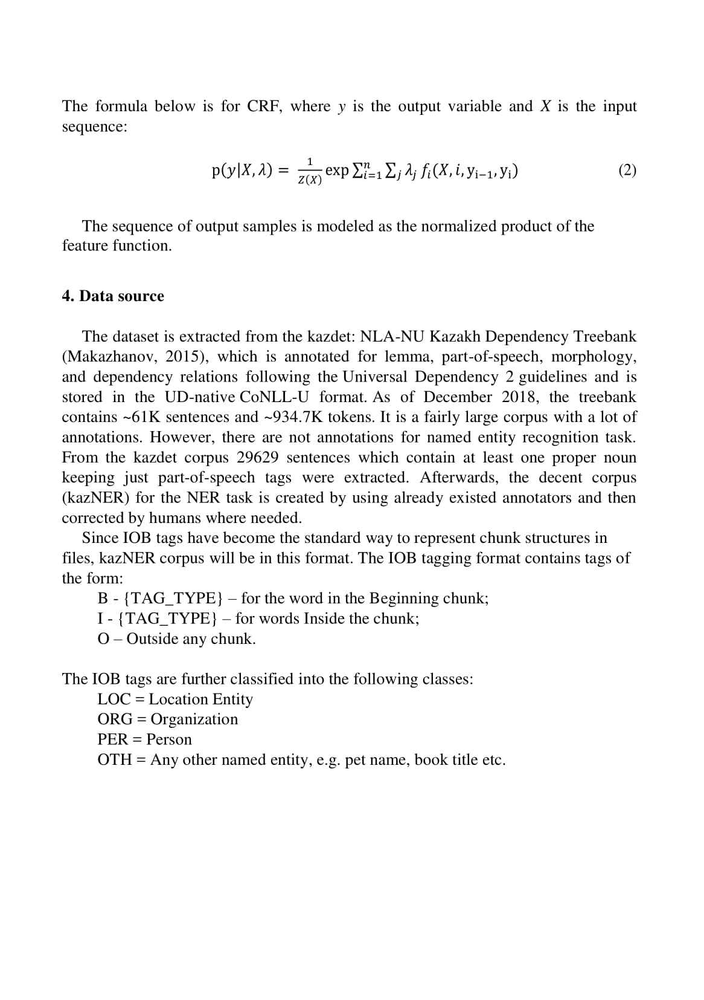 The formula below is for CRF, where y is the output variable and X is the input
sequence:
p(y|X, λ) = 1/Z(X) exp ∑ⁿᵢ₌₁ ∑ⱼ λⱼ fᵢ(X, i, yᵢ₋₁, yᵢ) (2)
The sequence of output samples is modeled as the normalized product of the
feature function.
4. Data source
The dataset is extracted from the kazdet: NLA-NU Kazakh Dependency Treebank
(Makazhanov, 2015), which is annotated for lemma, part-of-speech, morphology,
and dependency relations following the Universal Dependency 2 guidelines and is
stored in the UD-native CoNLL-U format. As of December 2018, the treebank
contains ~61K sentences and ~934.7K tokens. It is a fairly large corpus with a lot of
annotations. However, there are not annotations for named entity recognition task.
From the kazdet corpus 29629 sentences which contain at least one proper noun
keeping just part-of-speech tags were extracted. Afterwards, the decent corpus
(kazNER) for the NER task is created by using already existed annotators and then
corrected by humans where needed.
Since IOB tags have become the standard way to represent chunk structures in
files, kazNER corpus will be in this format. The IOB tagging format contains tags of
the form:
B - {TAG_TYPE} – for the word in the Beginning chunk;
I - {TAG_TYPE} – for words Inside the chunk;
O – Outside any chunk.
The IOB tags are further classified into the following classes:
LOC = Location Entity
ORG = Organization
PER = Person
OTH = Any other named entity, e.g. pet name, book title etc.